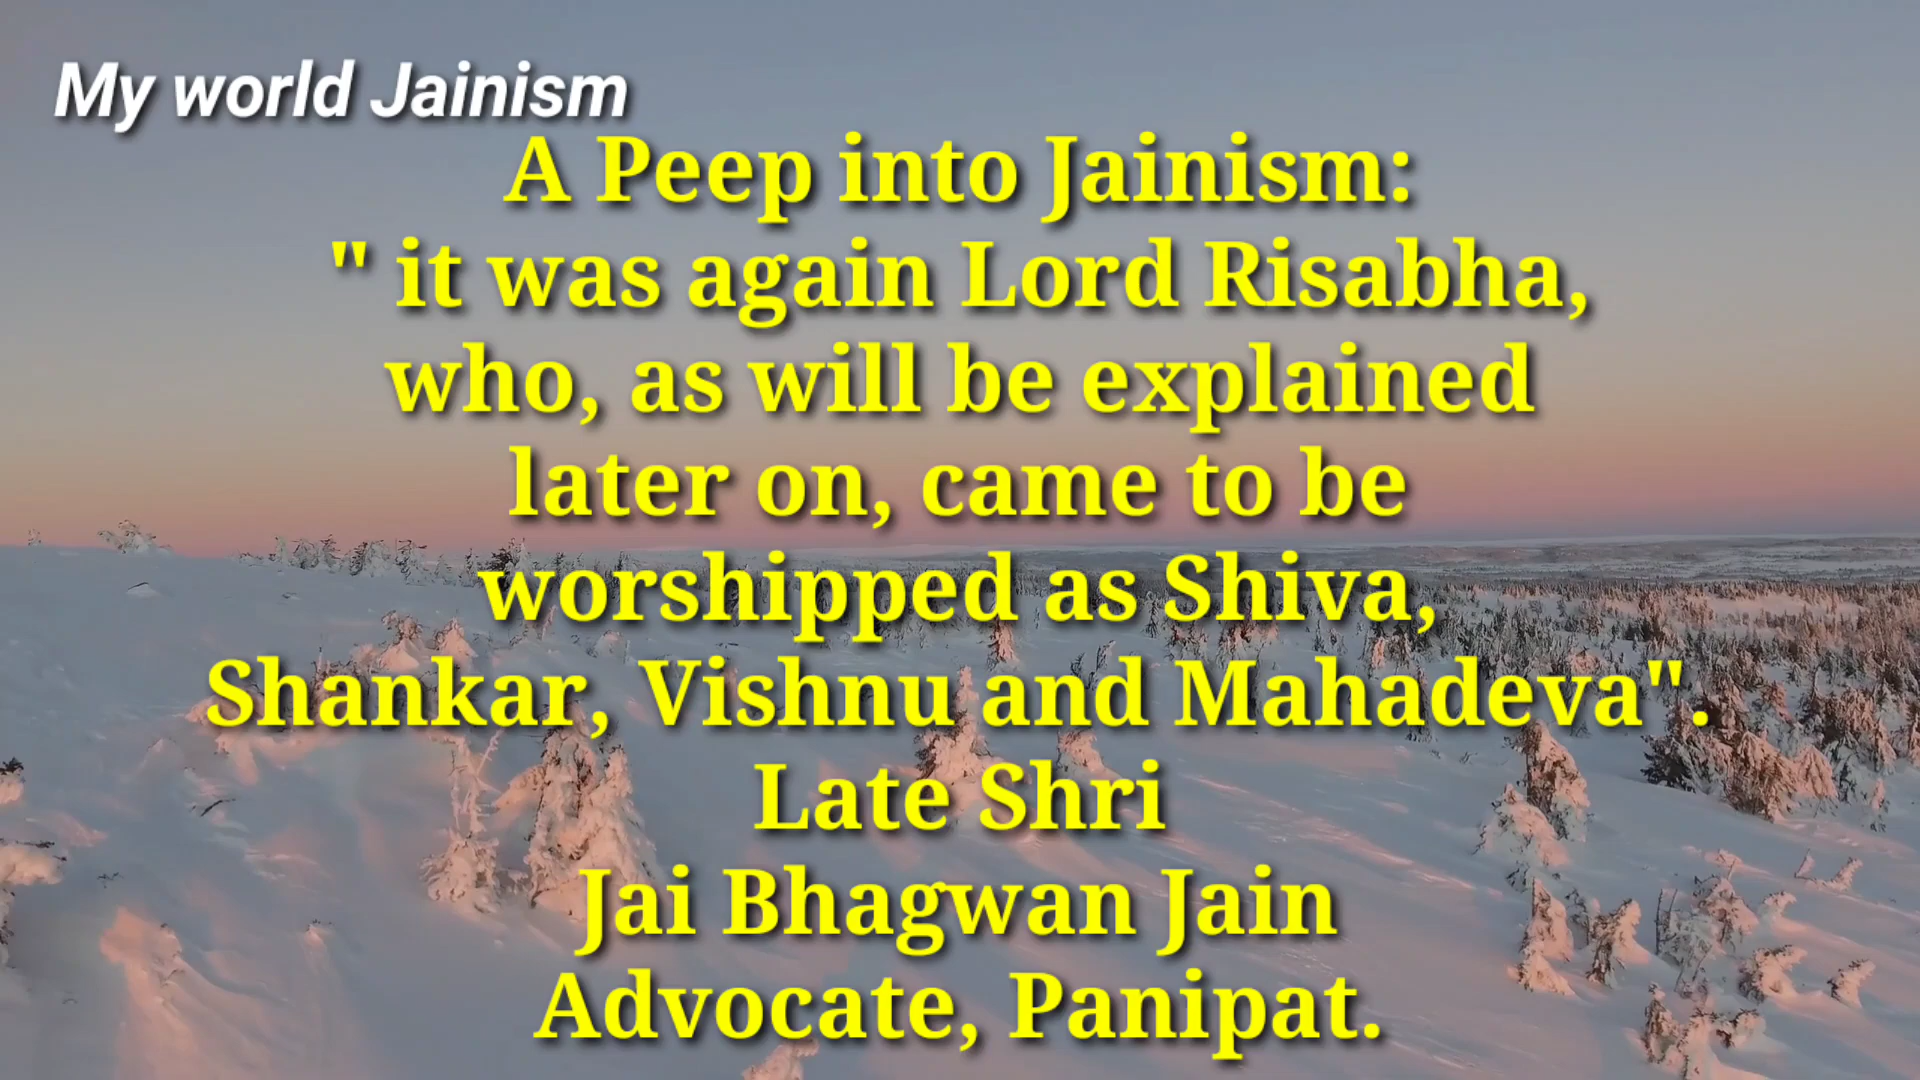 My world Jainism
A Peep into Jainism:
" it was again Lord Risabha,
who, as will be explained
later on, came to be
worshipped as Shiva,
Shankar, Vishnu and Mahadeva".
Late Shri
Jai Bhagwan Jain
Advocate, Panipat.